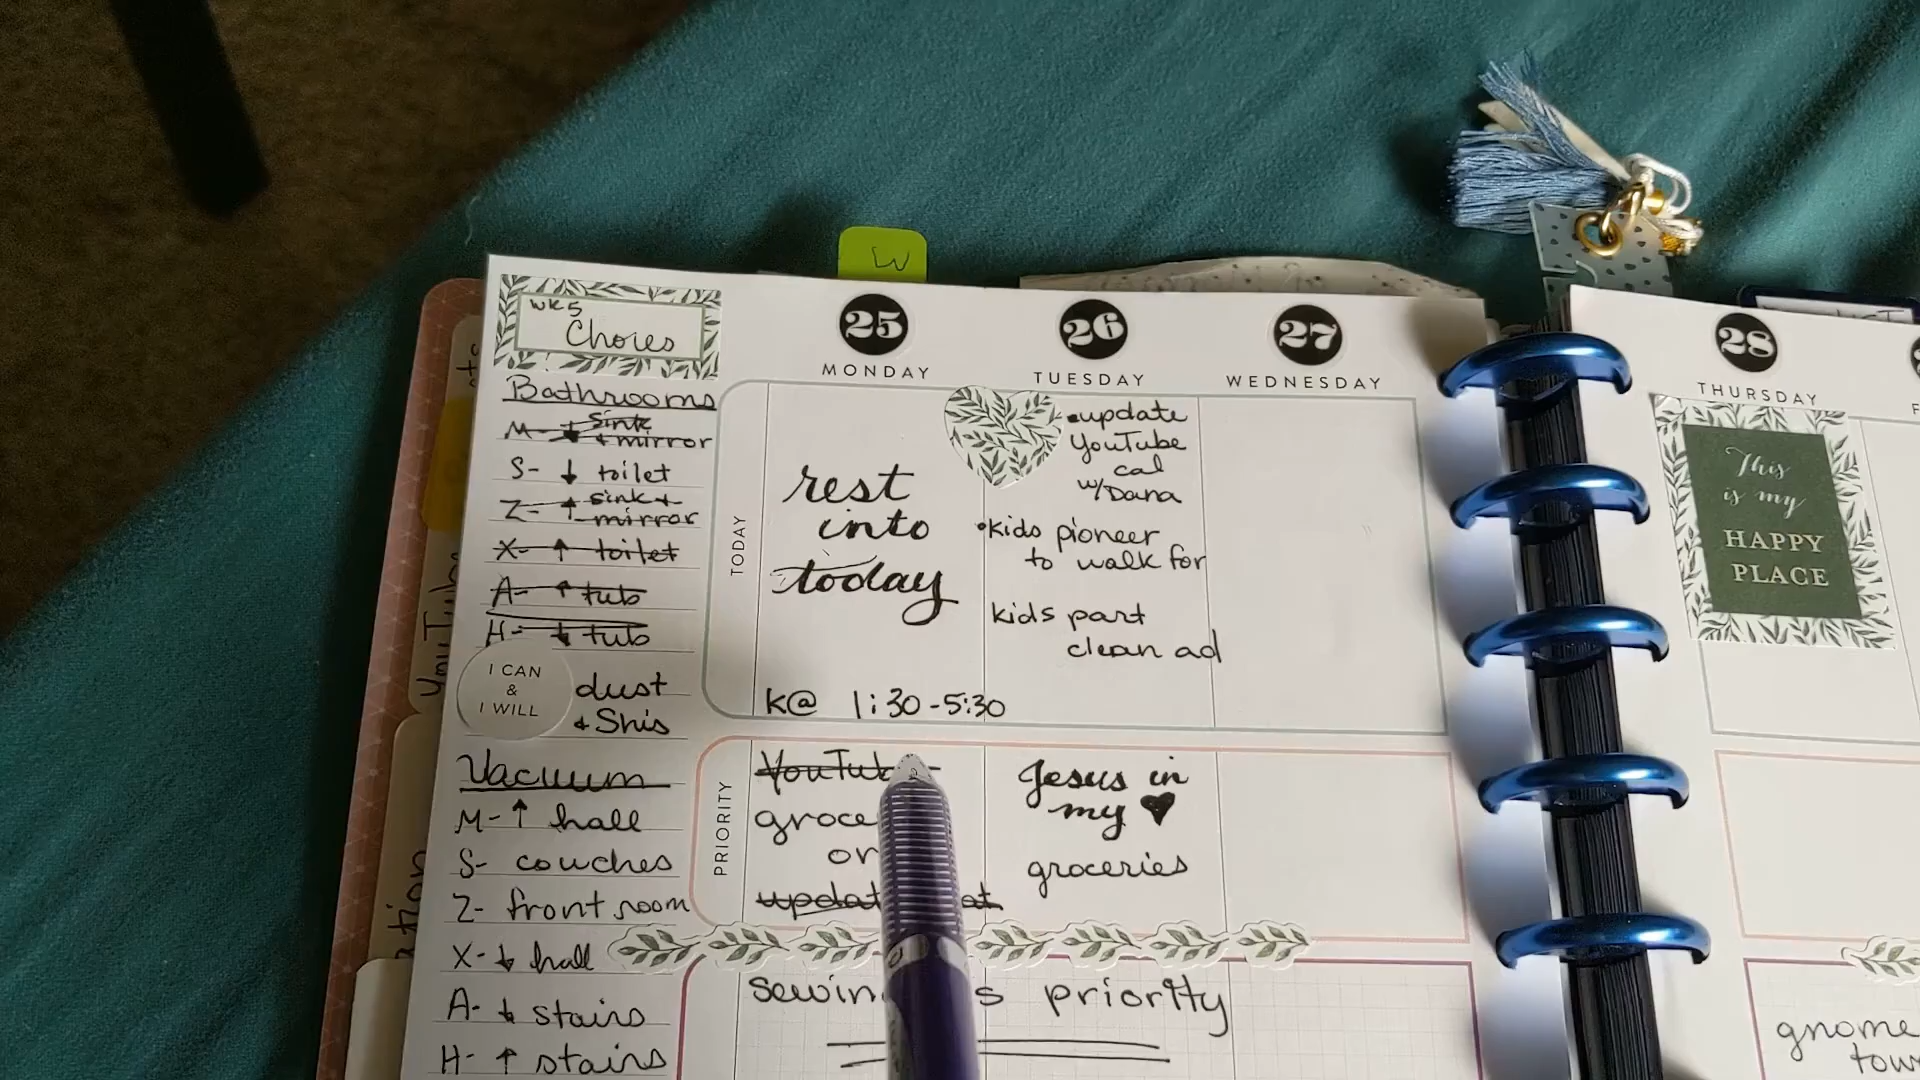 W
wk5
Chores
Bathrooms
M- ↓ sink
+ mirror
S- ↓ toilet
Z- ↑ sink +
mirror
X- ↑ toilet
A- ↑ tub
H- ↓ tub
I CAN
&
I WILL
dust
+ Shis
Vacuum
M- ↑ hall
S- couches
Z- front room
X- ↓ hall
A- ↓ stairs
H- ↑ stairs
25
MONDAY
TODAY
rest
into
today
K@ 1:30-5:30
PRIORITY
26
TUESDAY
•update
YouTube
cal
w/Dana
•kids pioneer
to walk for
kids part
clean ad
Jesus in
my ♥
groceries
priority
27
WEDNESDAY
28
THURSDAY
This
is my
HAPPY
PLACE
gnome
YouTube